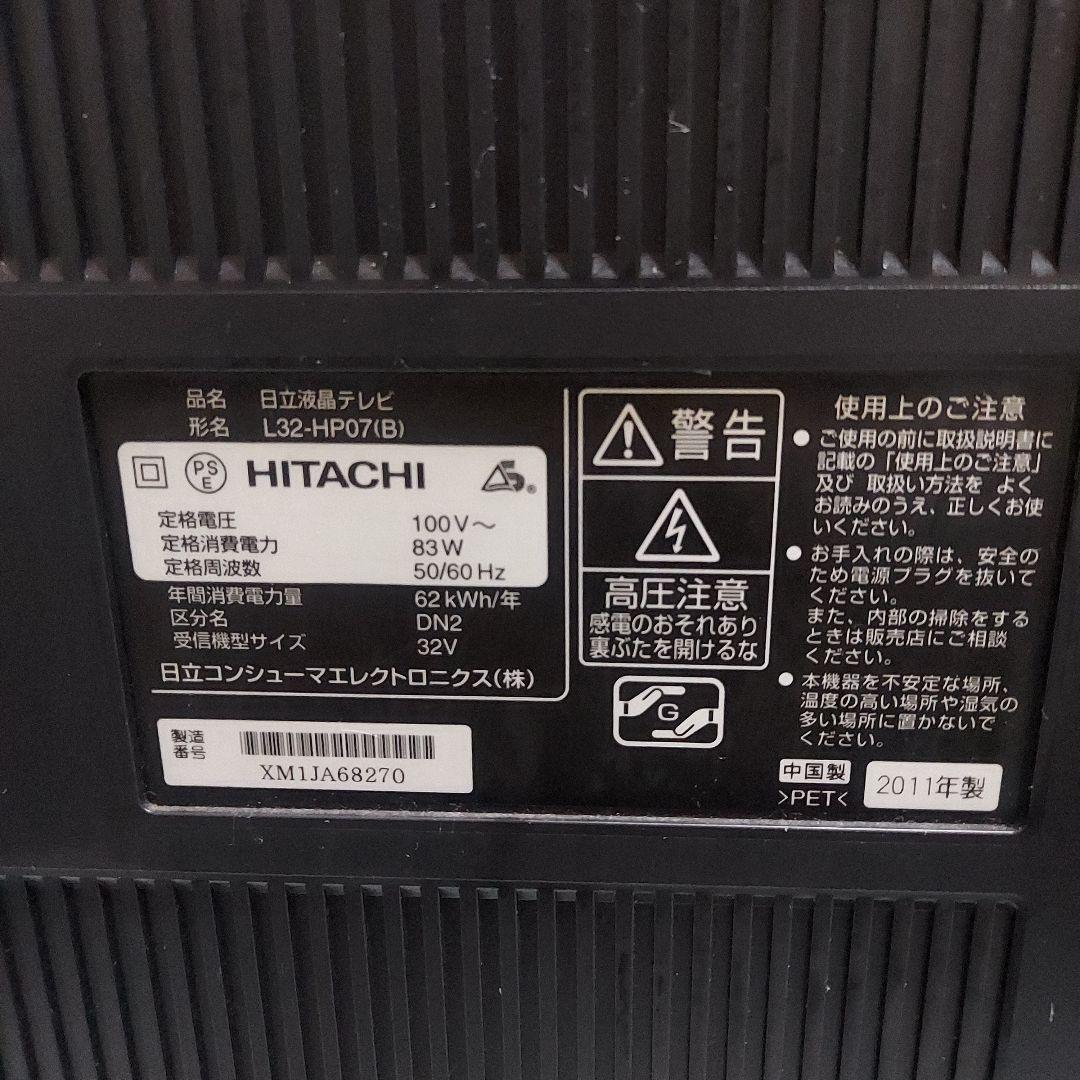 品名 日立液晶テレビ
形名 L32-HP07(B)
PSE HITACHI
定格電圧 100V～
定格消費電力 83W
定格周波数 50/60Hz
年間消費電力量 62kWh/年
区分名 DN2
受信機型サイズ 32V
日立コンシューマエレクトロニクス(株)
製造
番号
XM1JA68270
警告
高圧注意
感電のおそれあり
裏ぶたを開けるな
G
使用上のご注意
● ご使用の前に取扱説明書に
記載の「使用上のご注意」
及び 取扱い方法を よく
お読みのうえ、正しくお使
いください。
● お手入れの際は、安全の
ため電源プラグを抜いて
ください。
また、内部の掃除をする
ときは販売店にご相談
ください。
● 本機器を不安定な場所、
温度の高い場所や湿気の
多い場所に置かないで
ください。
中国製
>PET<
2011年製